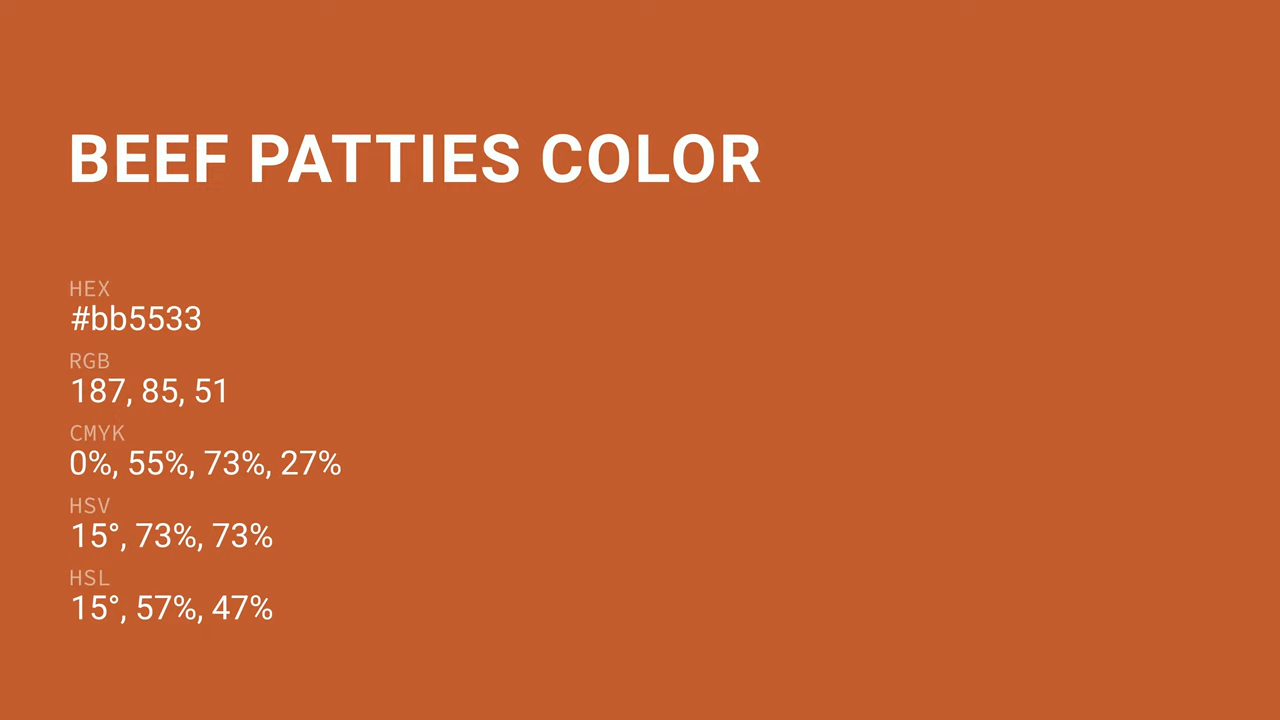 BEEF PATTIES COLOR
HEX
#bb5533
RGB
187, 85, 51
CMYK
0%, 55%, 73%, 27%
HSV
15°, 73%, 73%
HSL
15°, 57%, 47%